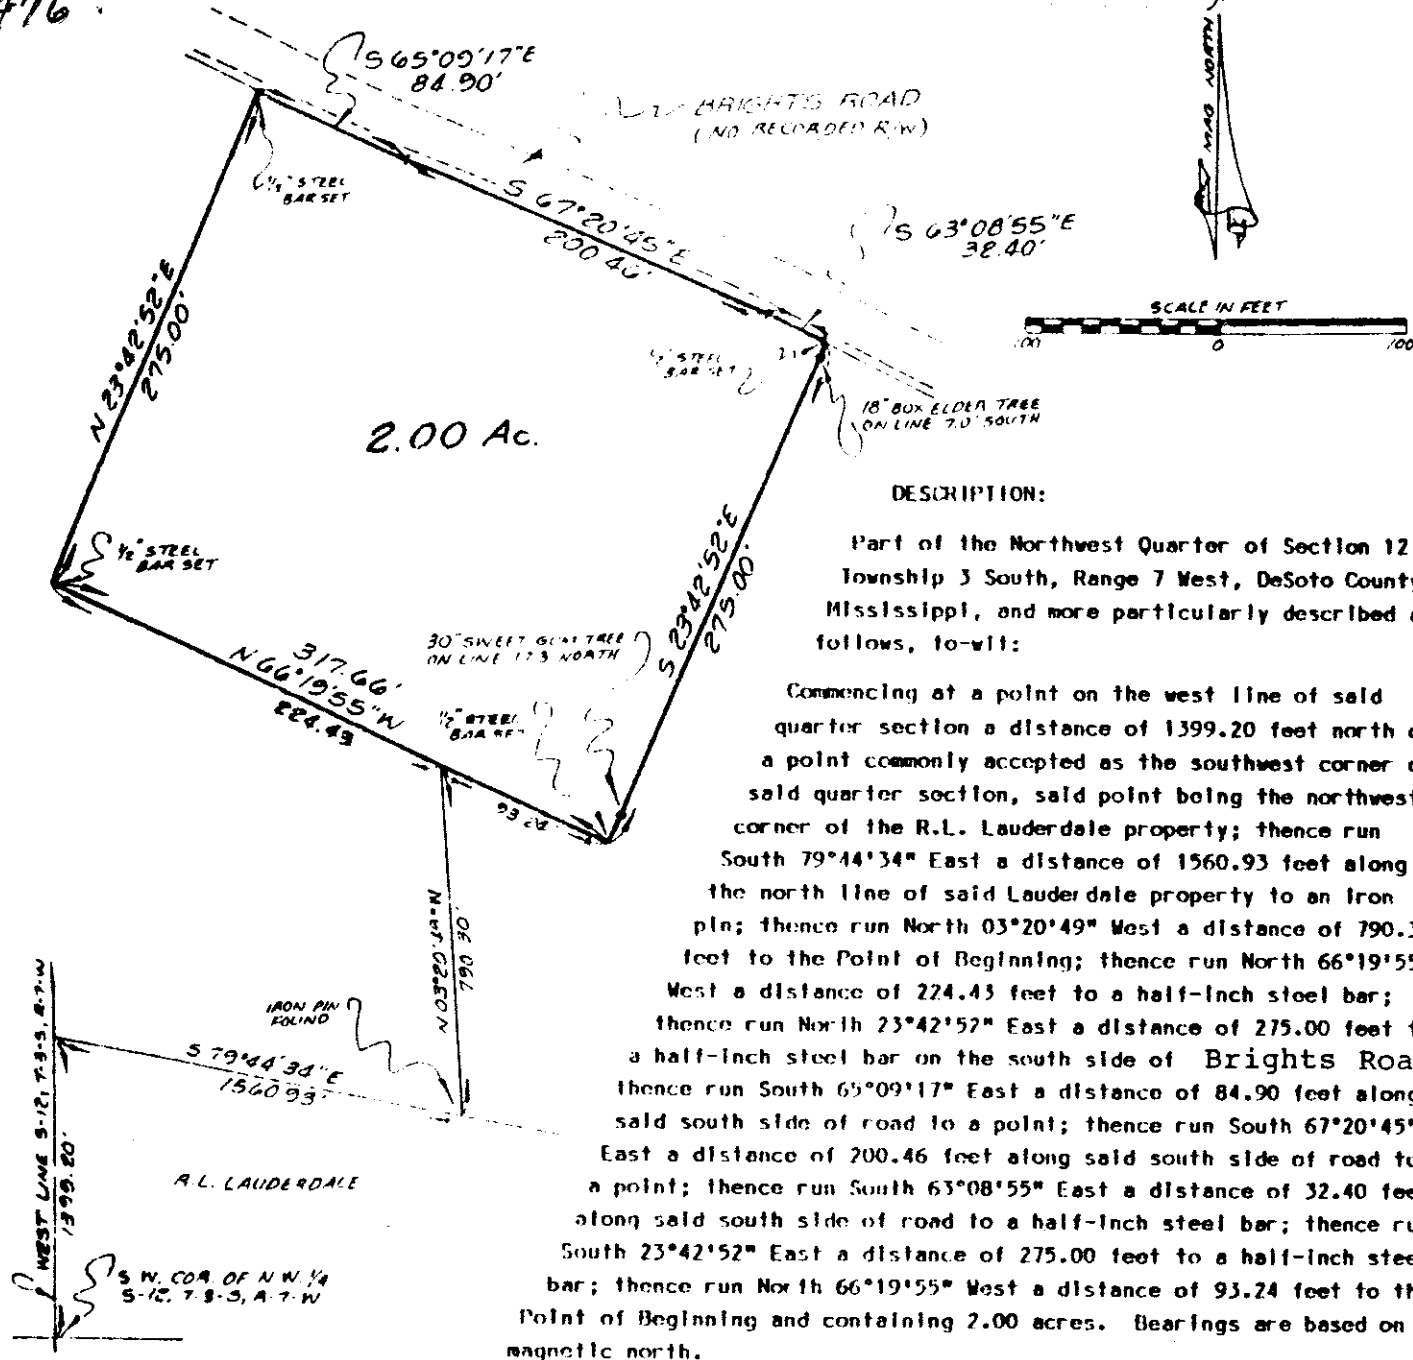 476
S 65°09'17"E
84.90'
BRIGHTS ROAD
(NO RECORDED R/W)
NORTH
½" STEEL
BAR SET
S 67°20'45"E
200.46'
S 63°08'55"E
32.40'
SCALE IN FEET
100 0 100
N 23°42'52"E
275.00'
½" STEEL
BAR SET
18" BOX ELDER TREE
ON LINE 7.0' SOUTH
2.00 Ac.
S 23°42'52"E
275.00'
½" STEEL
BAR SET
30" SWEET GUM TREE
ON LINE 17.3 NORTH
317.66'
N 66°19'55"W
224.43
½" STEEL
BAR SET
93.24
790.30
IRON PIN
FOUND
S 79°44'34"E
1560.93'
WEST LINE S-12, T-3-S, R-7-W
1399.20
R.L. LAUDERDALE
S.W. COR. OF N.W. ¼
S-12, T-3-S, R-7-W
DESCRIPTION:
Part of the Northwest Quarter of Section 12
Township 3 South, Range 7 West, DeSoto County
Mississippi, and more particularly described a
follows, to-wit:
Commencing at a point on the west line of said
quarter section a distance of 1399.20 feet north o
a point commonly accepted as the southwest corner o
said quarter section, said point being the northwest
corner of the R.L. Lauderdale property; thence run
South 79°44'34" East a distance of 1560.93 feet along
the north line of said Lauderdale property to an iron
pin; thence run North 03°20'49" West a distance of 790.3
feet to the Point of Beginning; thence run North 66°19'55
West a distance of 224.43 feet to a half-inch steel bar;
thence run North 23°42'52" East a distance of 275.00 feet t
a half-inch steel bar on the south side of Brights Roa
thence run South 65°09'17" East a distance of 84.90 feet along
said south side of road to a point; thence run South 67°20'45"
East a distance of 200.46 feet along said south side of road to
a point; thence run South 63°08'55" East a distance of 32.40 fee
along said south side of road to a half-inch steel bar; thence ru
South 23°42'52" East a distance of 275.00 feet to a half-inch stee
bar; thence run North 66°19'55" West a distance of 93.24 feet to th
Point of Beginning and containing 2.00 acres. Bearings are based on
magnetic north.